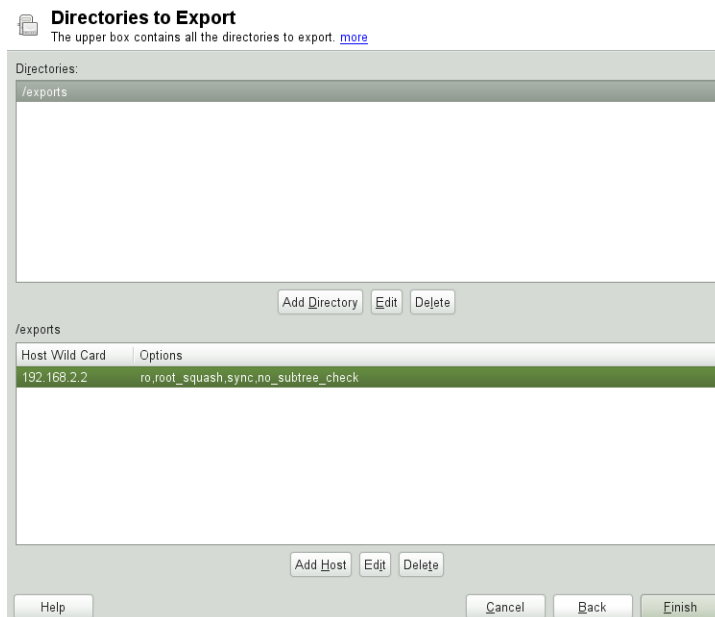 Directories to Export
The upper box contains all the directories to export. more
Directories:
/exports
Add Directory Edit Delete
/exports
Host Wild Card Options
192.168.2.2 ro,root_squash,sync,no_subtree_check
Add Host Edit Delete
Help Cancel Back Finish